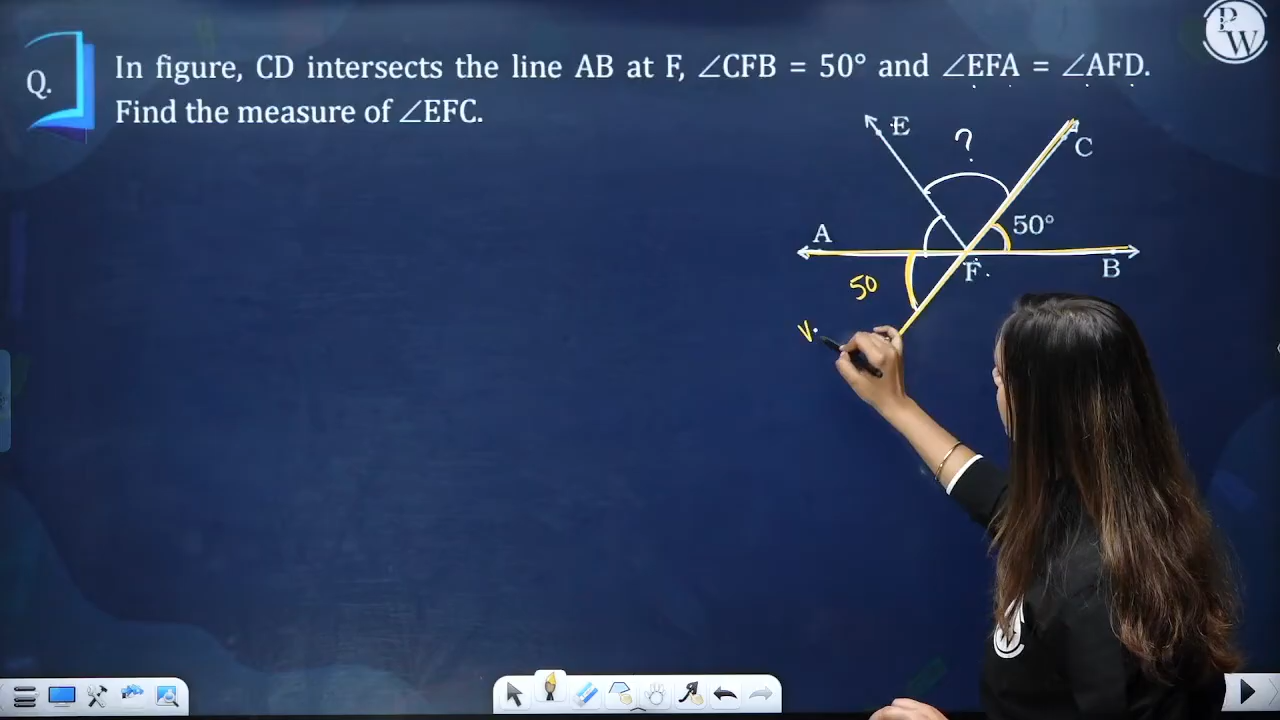 Q.
In figure, CD intersects the line AB at F, ∠CFB = 50° and ∠EFA = ∠AFD.
Find the measure of ∠EFC.
P
W
E
?
C
50°
A
F
B
50
V.